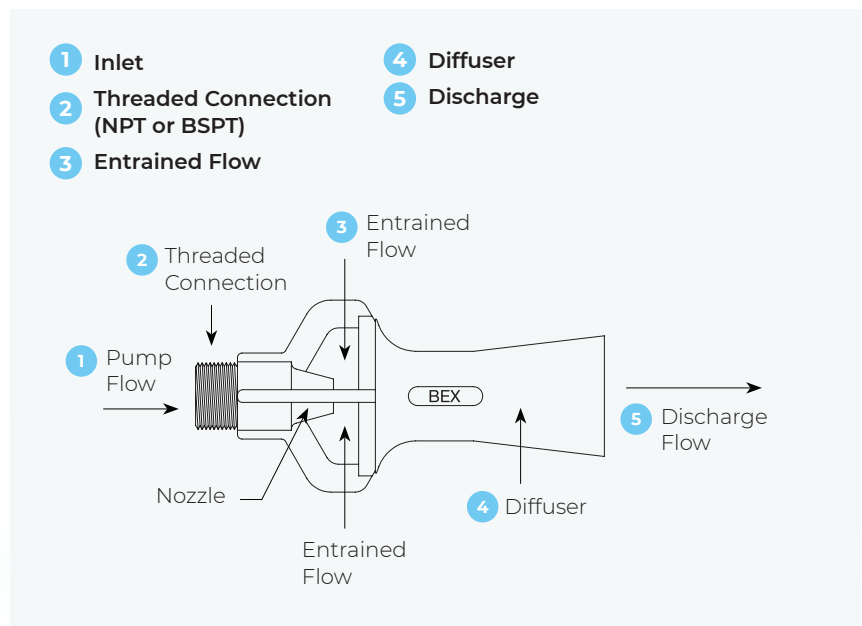 1 Inlet
2 Threaded Connection
(NPT or BSPT)
3 Entrained Flow
4 Diffuser
5 Discharge
3 Entrained
Flow
2 Threaded
Connection
1 Pump
Flow
BEX
5 Discharge
Flow
Nozzle
4 Diffuser
Entrained
Flow